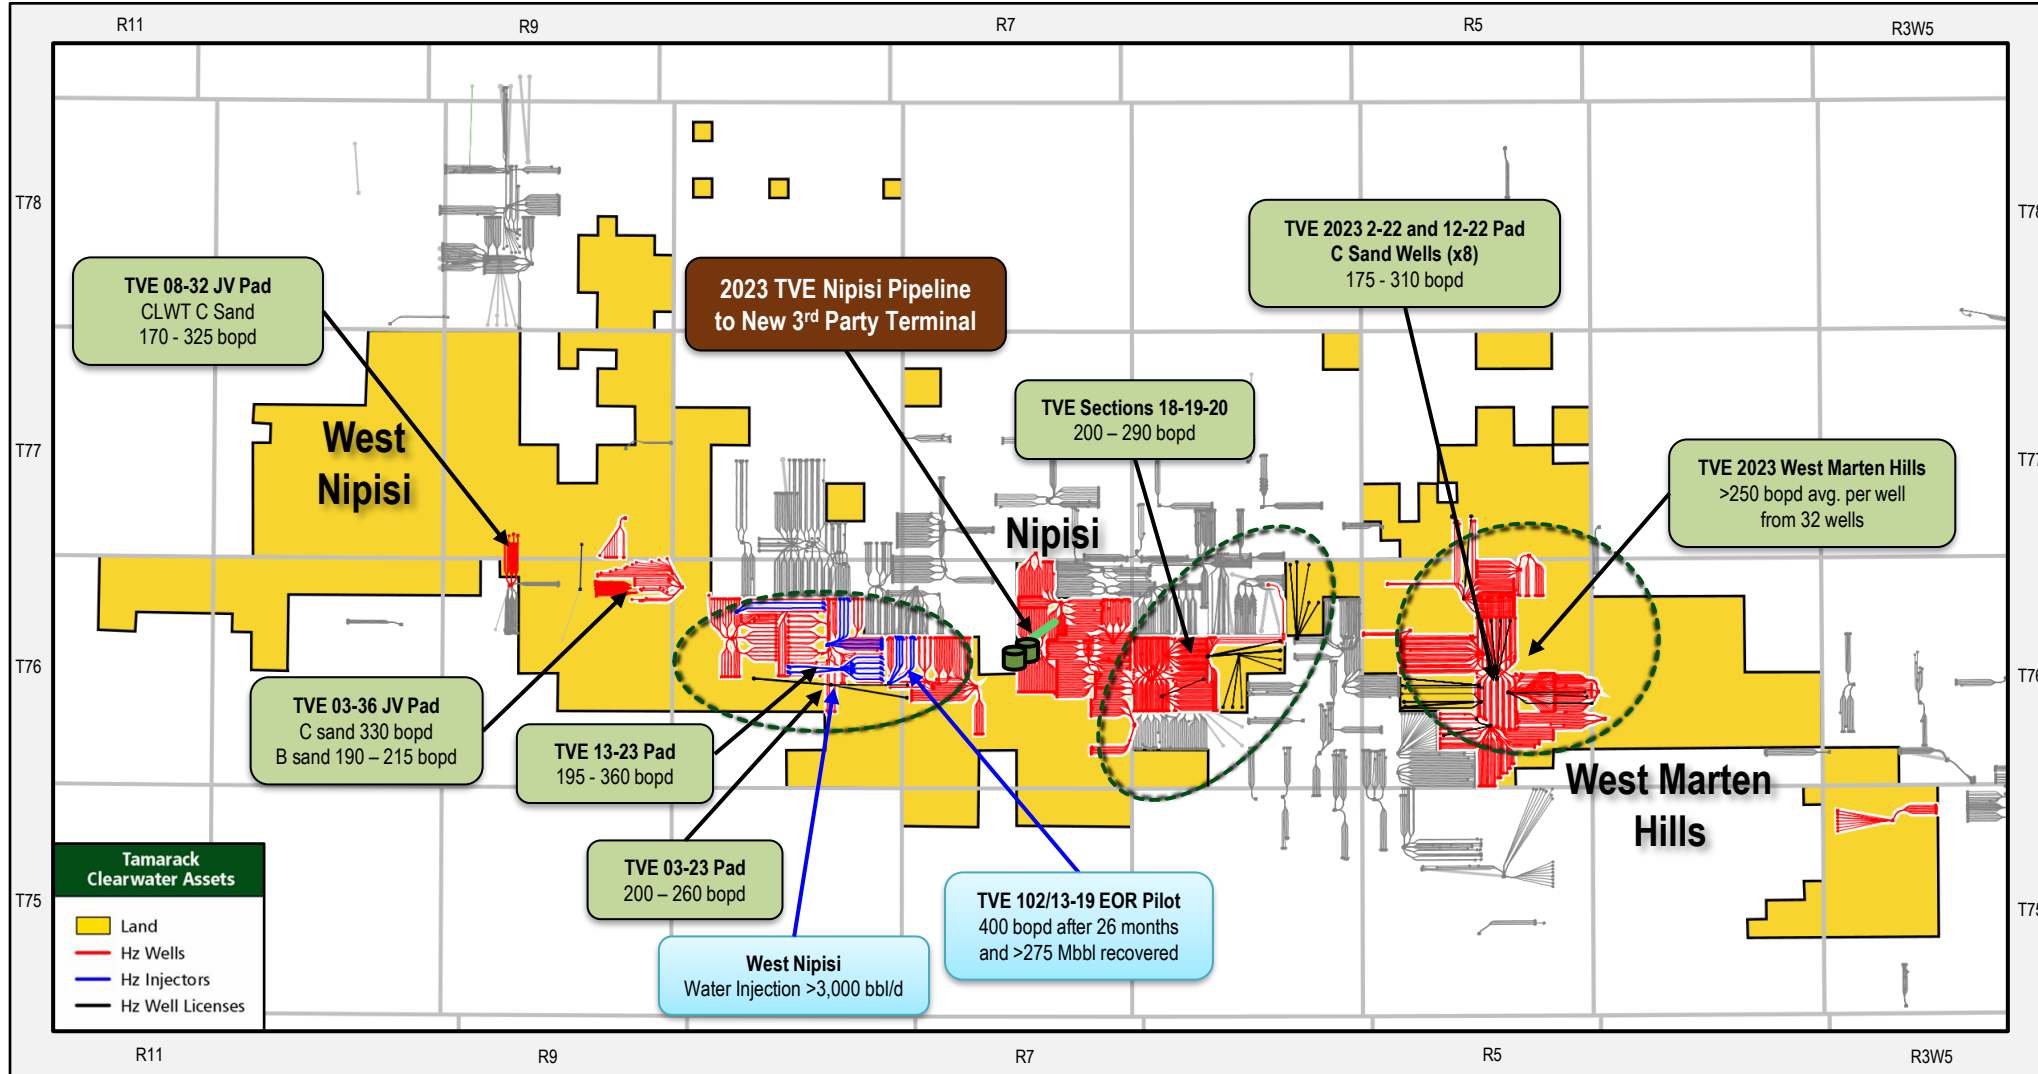 R11
R9
R7
R5
R3W5
T78
T78
TVE 2023 2-22 and 12-22 Pad
C Sand Wells (x8)
175 - 310 bopd
TVE 08-32 JV Pad
CLWT C Sand
170 - 325 bopd
2023 TVE Nipisi Pipeline
to New 3rd Party Terminal
TVE Sections 18-19-20
200 – 290 bopd
T77
T77
West
Nipisi
TVE 2023 West Marten Hills
>250 bopd avg. per well
from 32 wells
Nipisi
T76
T76
TVE 03-36 JV Pad
C sand 330 bopd
B sand 190 – 215 bopd
TVE 13-23 Pad
195 - 360 bopd
West Marten
Hills
TVE 03-23 Pad
200 – 260 bopd
TVE 102/13-19 EOR Pilot
400 bopd after 26 months
and >275 Mbbl recovered
West Nipisi
Water Injection >3,000 bbl/d
T75
T75
Tamarack
Clearwater Assets
Land
Hz Wells
Hz Injectors
Hz Well Licenses
R11
R9
R7
R5
R3W5